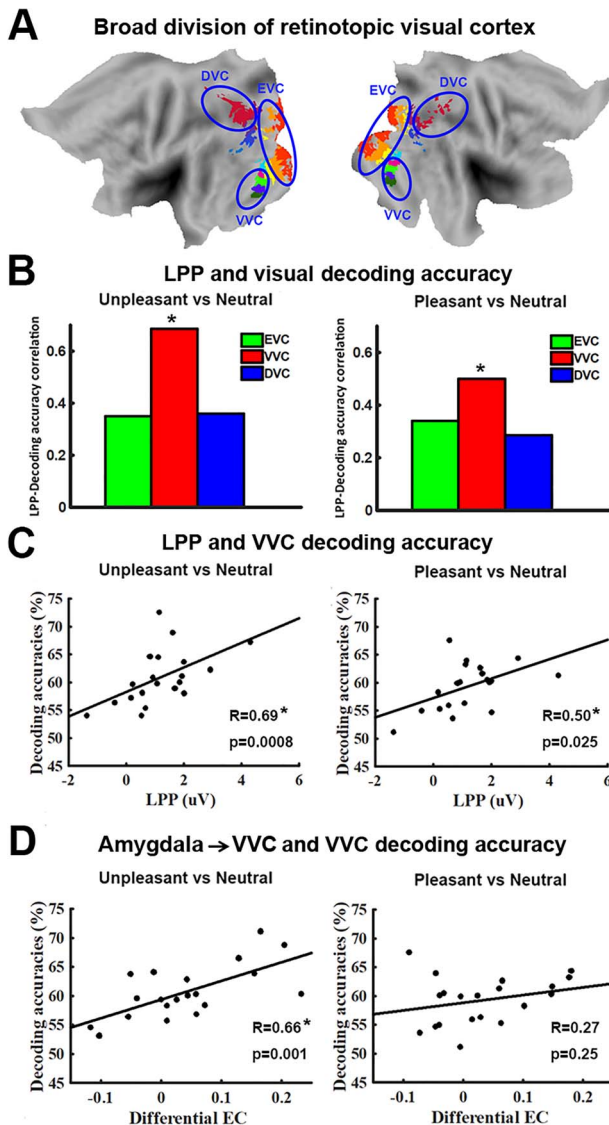 A Broad division of retinotopic visual cortex
DVC EVC VVC
EVC DVC VVC
B LPP and visual decoding accuracy
Unpleasant vs Neutral
Pleasant vs Neutral
LPP-Decoding accuracy correlation
0.6
0.4
0.2
0
*
EVC
VVC
DVC
LPP-Decoding accuracy correlation
0.6
0.4
0.2
0
*
EVC
VVC
DVC
C LPP and VVC decoding accuracy
Unpleasant vs Neutral
Pleasant vs Neutral
Decoding accuracies (%)
75
70
65
60
55
50
45
R=0.69*
p=0.0008
-2 0 2 4 6
LPP (uV)
Decoding accuracies (%)
75
70
65
60
55
50
45
R=0.50*
p=0.025
-2 0 2 4 6
LPP (uV)
D Amygdala → VVC and VVC decoding accuracy
Unpleasant vs Neutral
Pleasant vs Neutral
Decoding accuracies (%)
75
70
65
60
55
50
45
R=0.66*
p=0.001
-0.1 0 0.1 0.2
Differential EC
Decoding accuracies (%)
75
70
65
60
55
50
45
R=0.27
p=0.25
-0.1 0 0.1 0.2
Differential EC